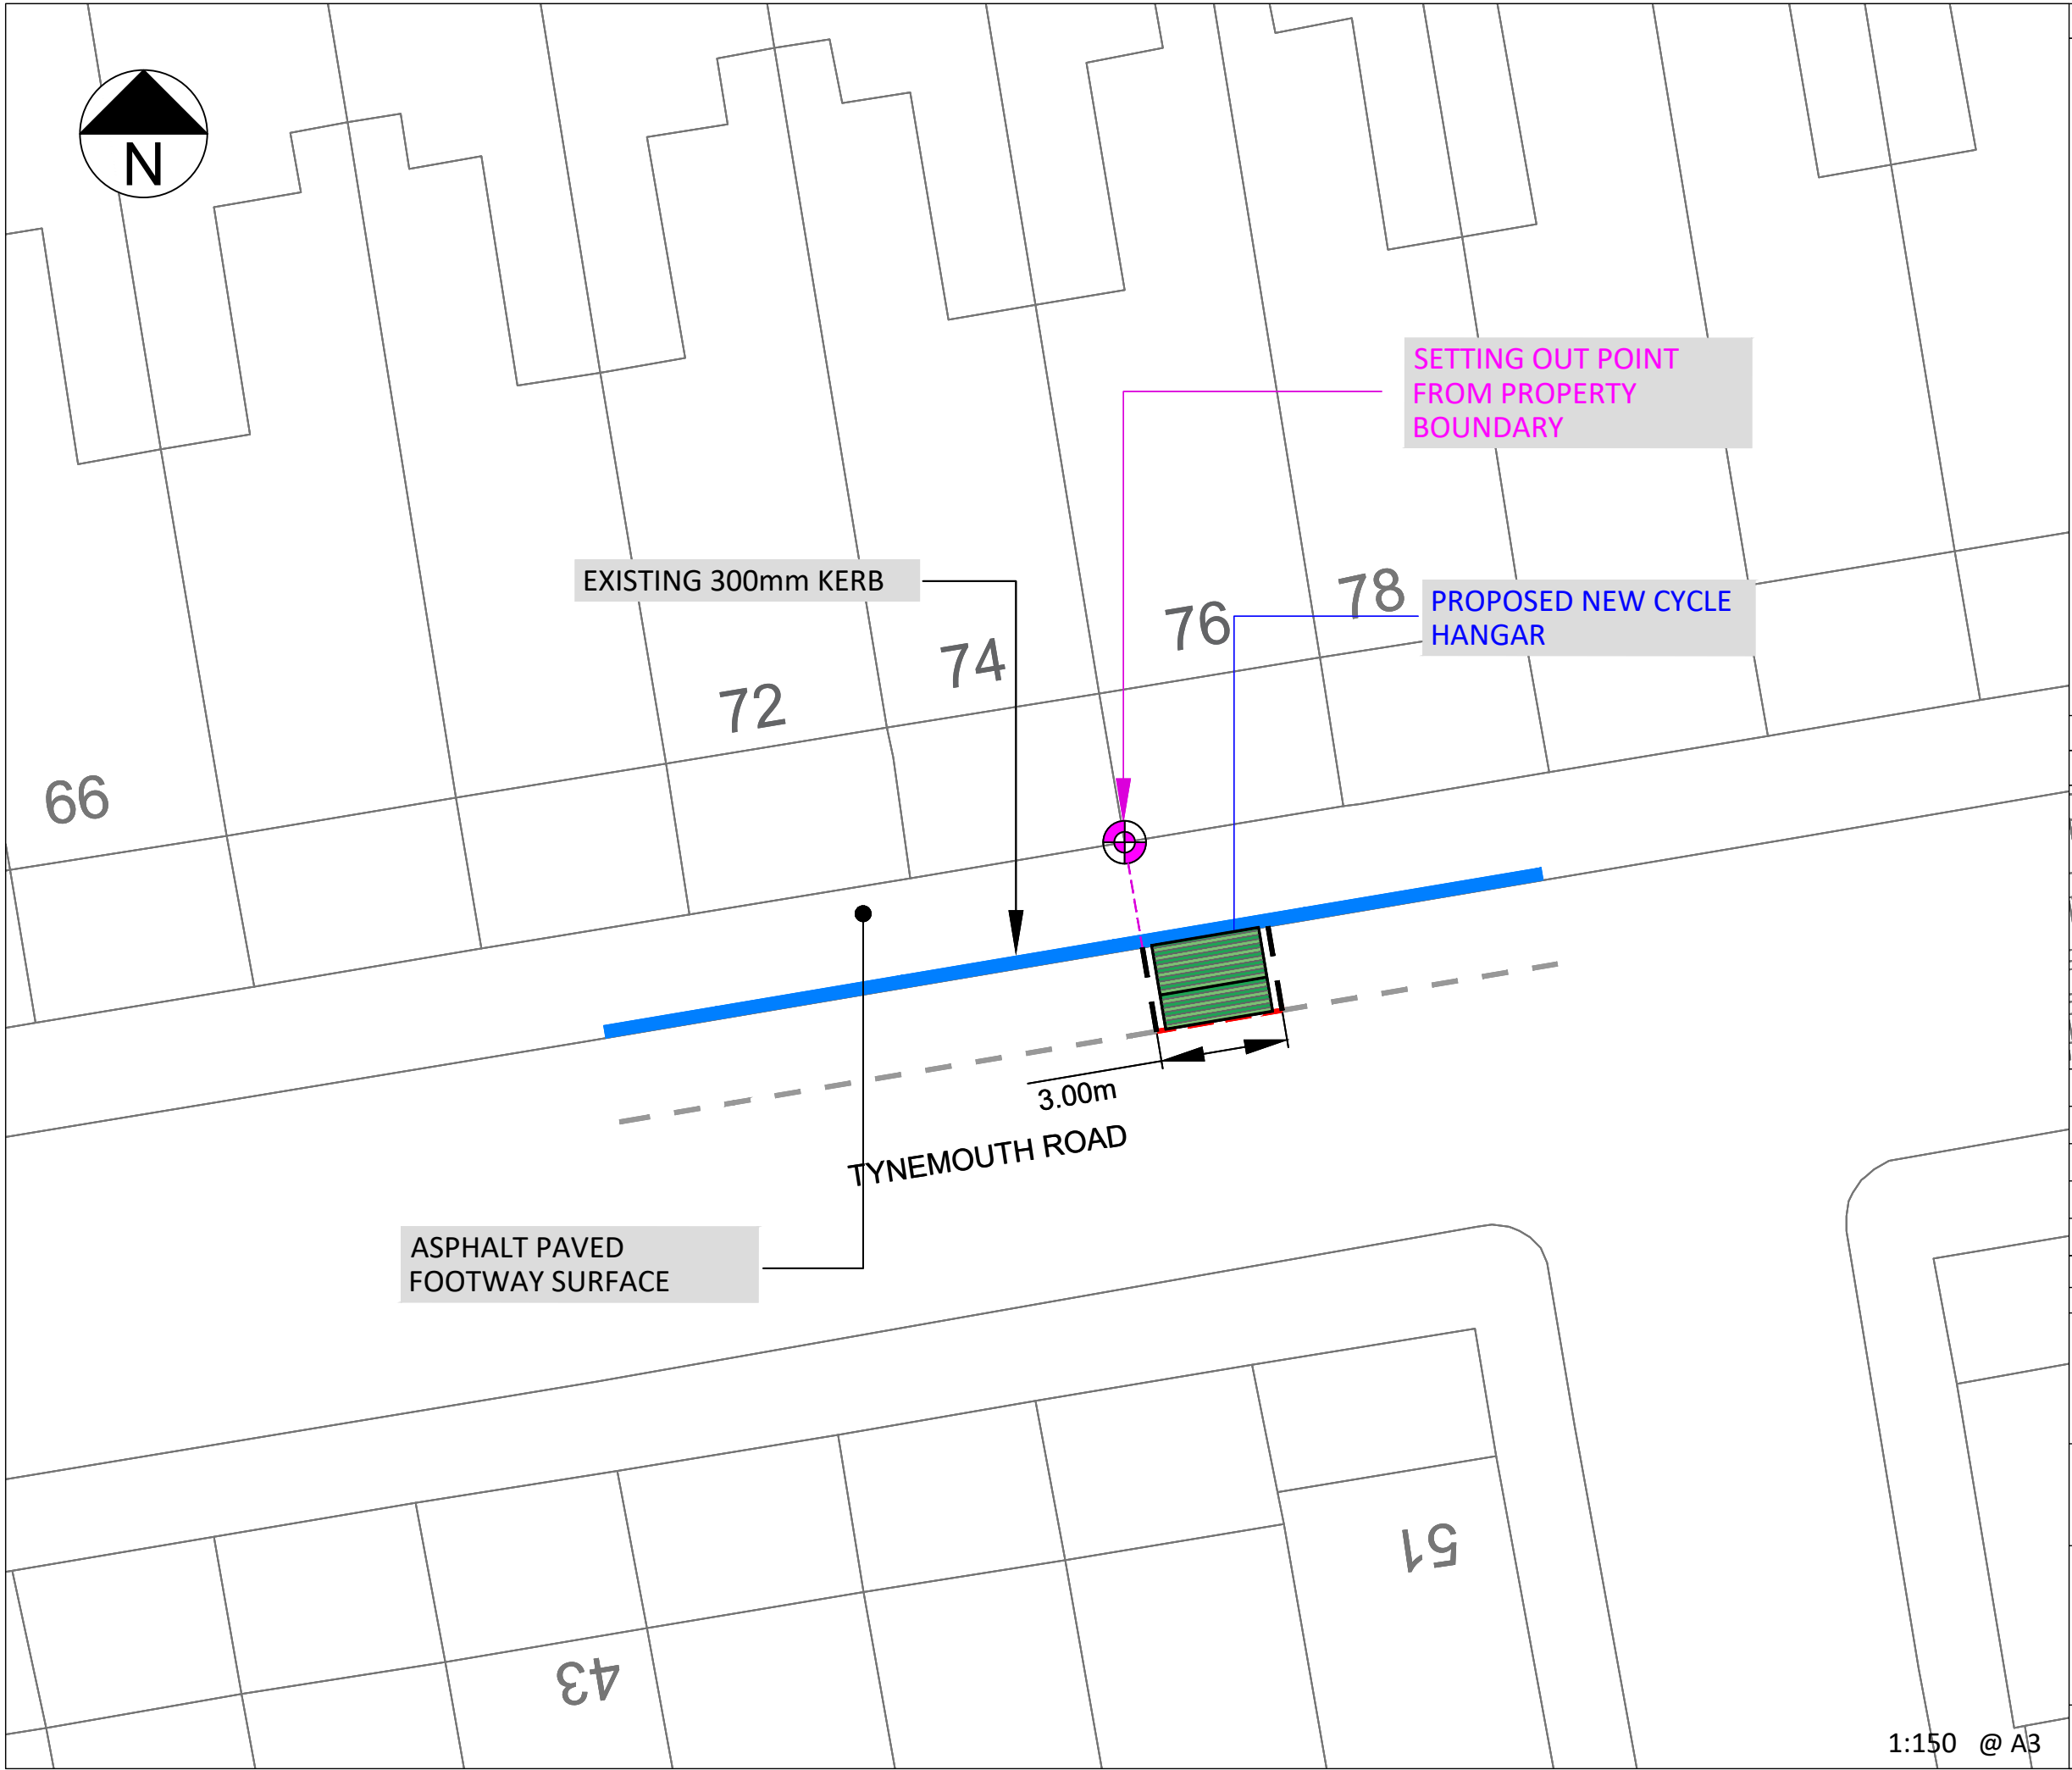 N
SETTING OUT POINT
FROM PROPERTY
BOUNDARY
EXISTING 300mm KERB
PROPOSED NEW CYCLE
HANGAR
78
76
74
72
66
3.00m
TYNEMOUTH ROAD
ASPHALT PAVED
FOOTWAY SURFACE
51
43
1:150 @ A3